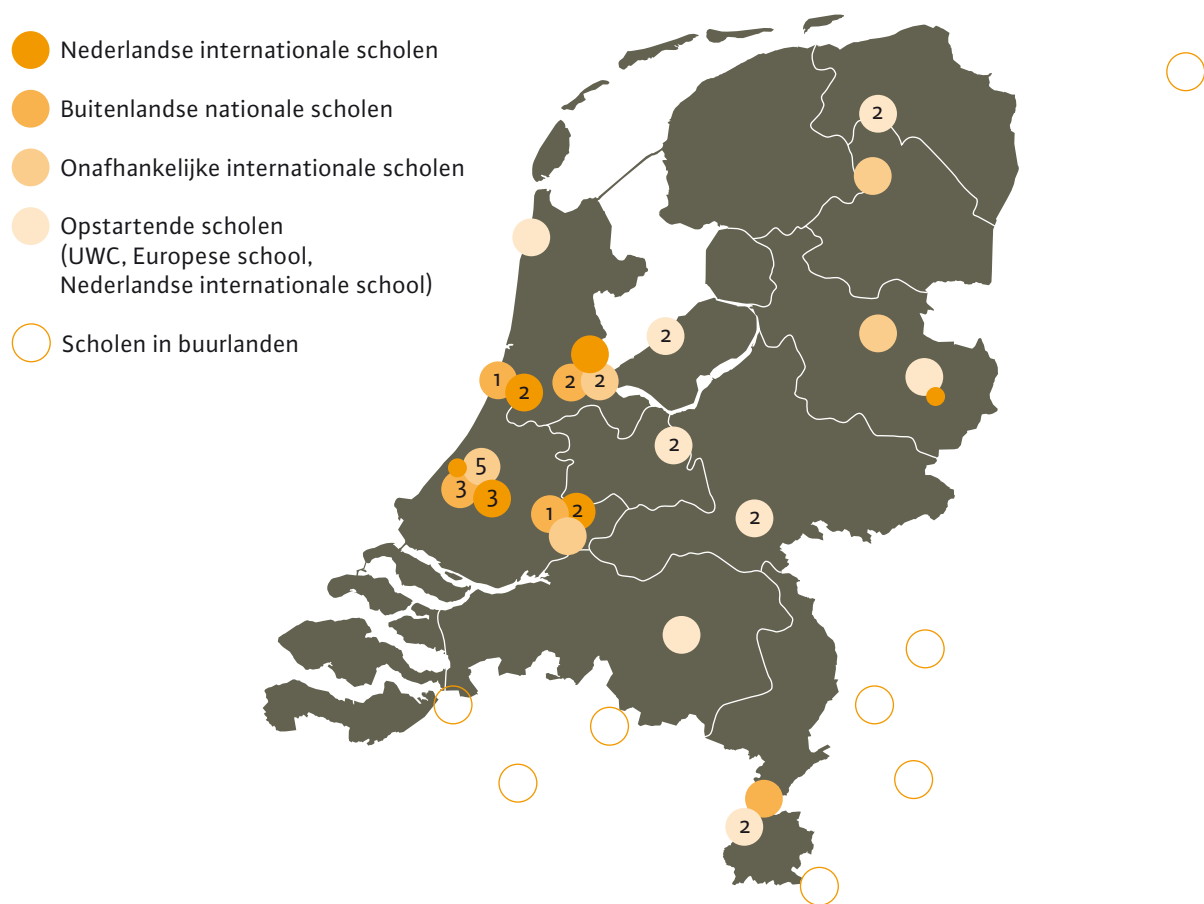 Nederlandse internationale scholen
Buitenlandse nationale scholen
Onafhankelijke internationale scholen
Opstartende scholen
(UWC, Europese school,
Nederlandse internationale school)
Scholen in buurlanden
2
2
1
2
2
2
2
5
3
3
1
2
2
2